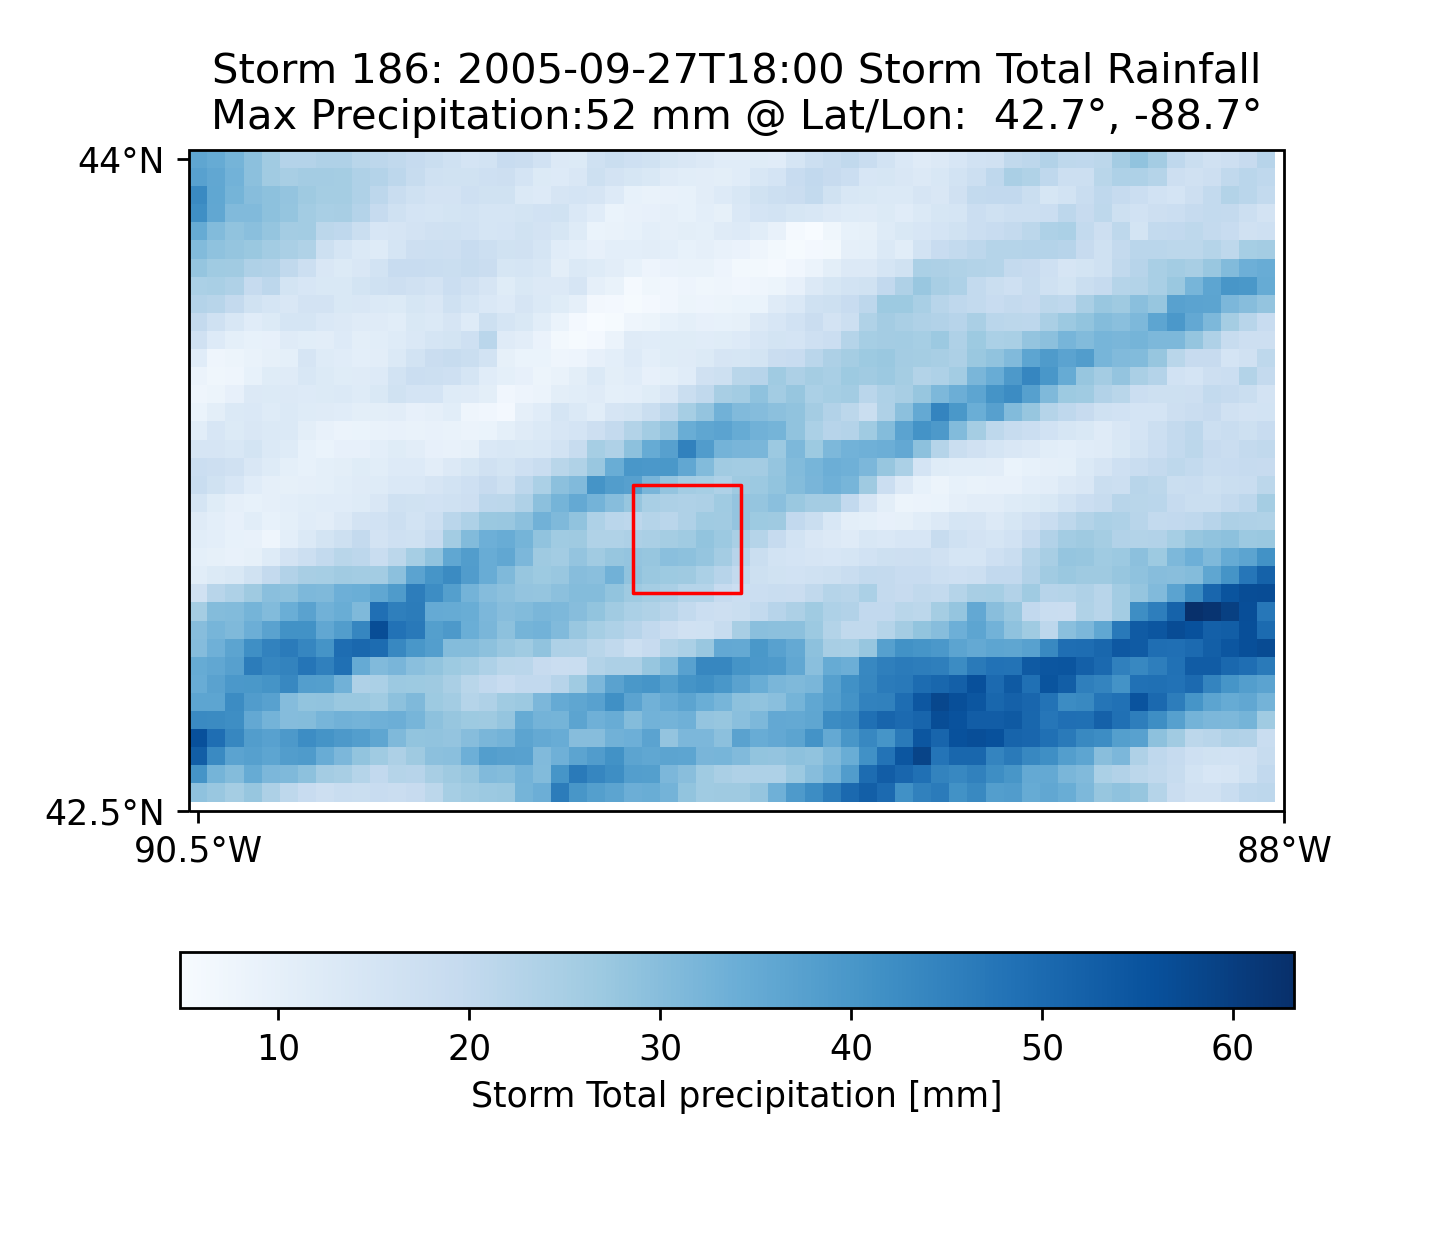 Storm 186: 2005-09-27T18:00 Storm Total Rainfall
Max Precipitation:52 mm @ Lat/Lon:  42.7°, -88.7°
44°N
42.5°N
90.5°W 88°W
10 20 30 40 50 60
Storm Total precipitation [mm]